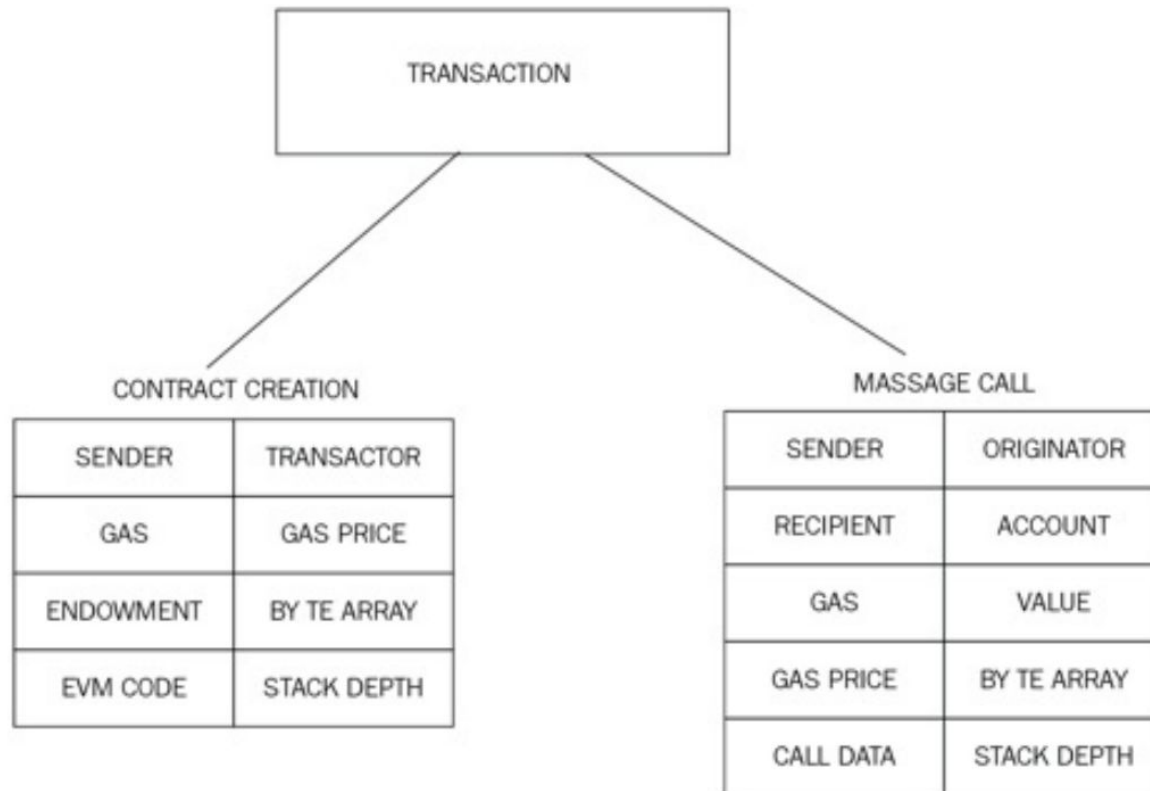 TRANSACTION
CONTRACT CREATION
SENDER TRANSACTOR
GAS GAS PRICE
ENDOWMENT BY TE ARRAY
EVM CODE STACK DEPTH
MASSAGE CALL
SENDER ORIGINATOR
RECIPIENT ACCOUNT
GAS VALUE
GAS PRICE BY TE ARRAY
CALL DATA STACK DEPTH